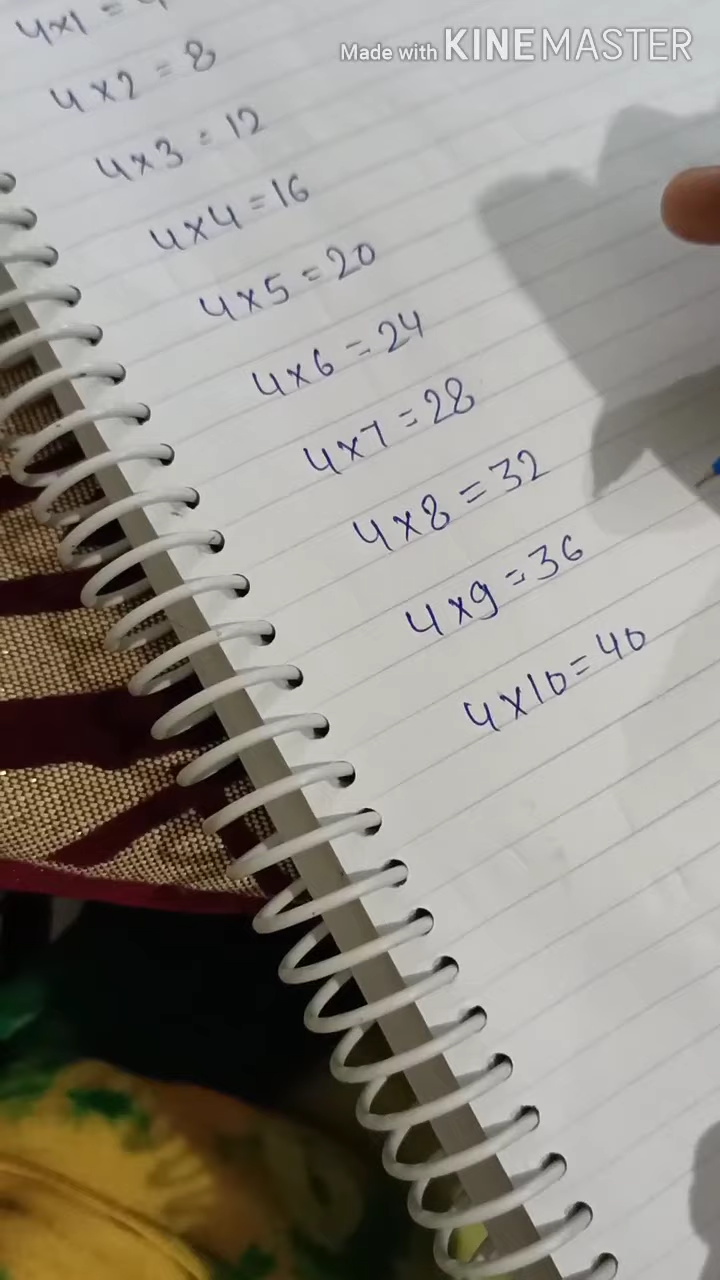 Made with KINEMASTER
4x1 =
4x2 = 8
4x3 = 12
4x4 = 16
4x5 = 20
4x6 = 24
4x7 = 28
4x8 = 32
4x9 = 36
4x10 = 40